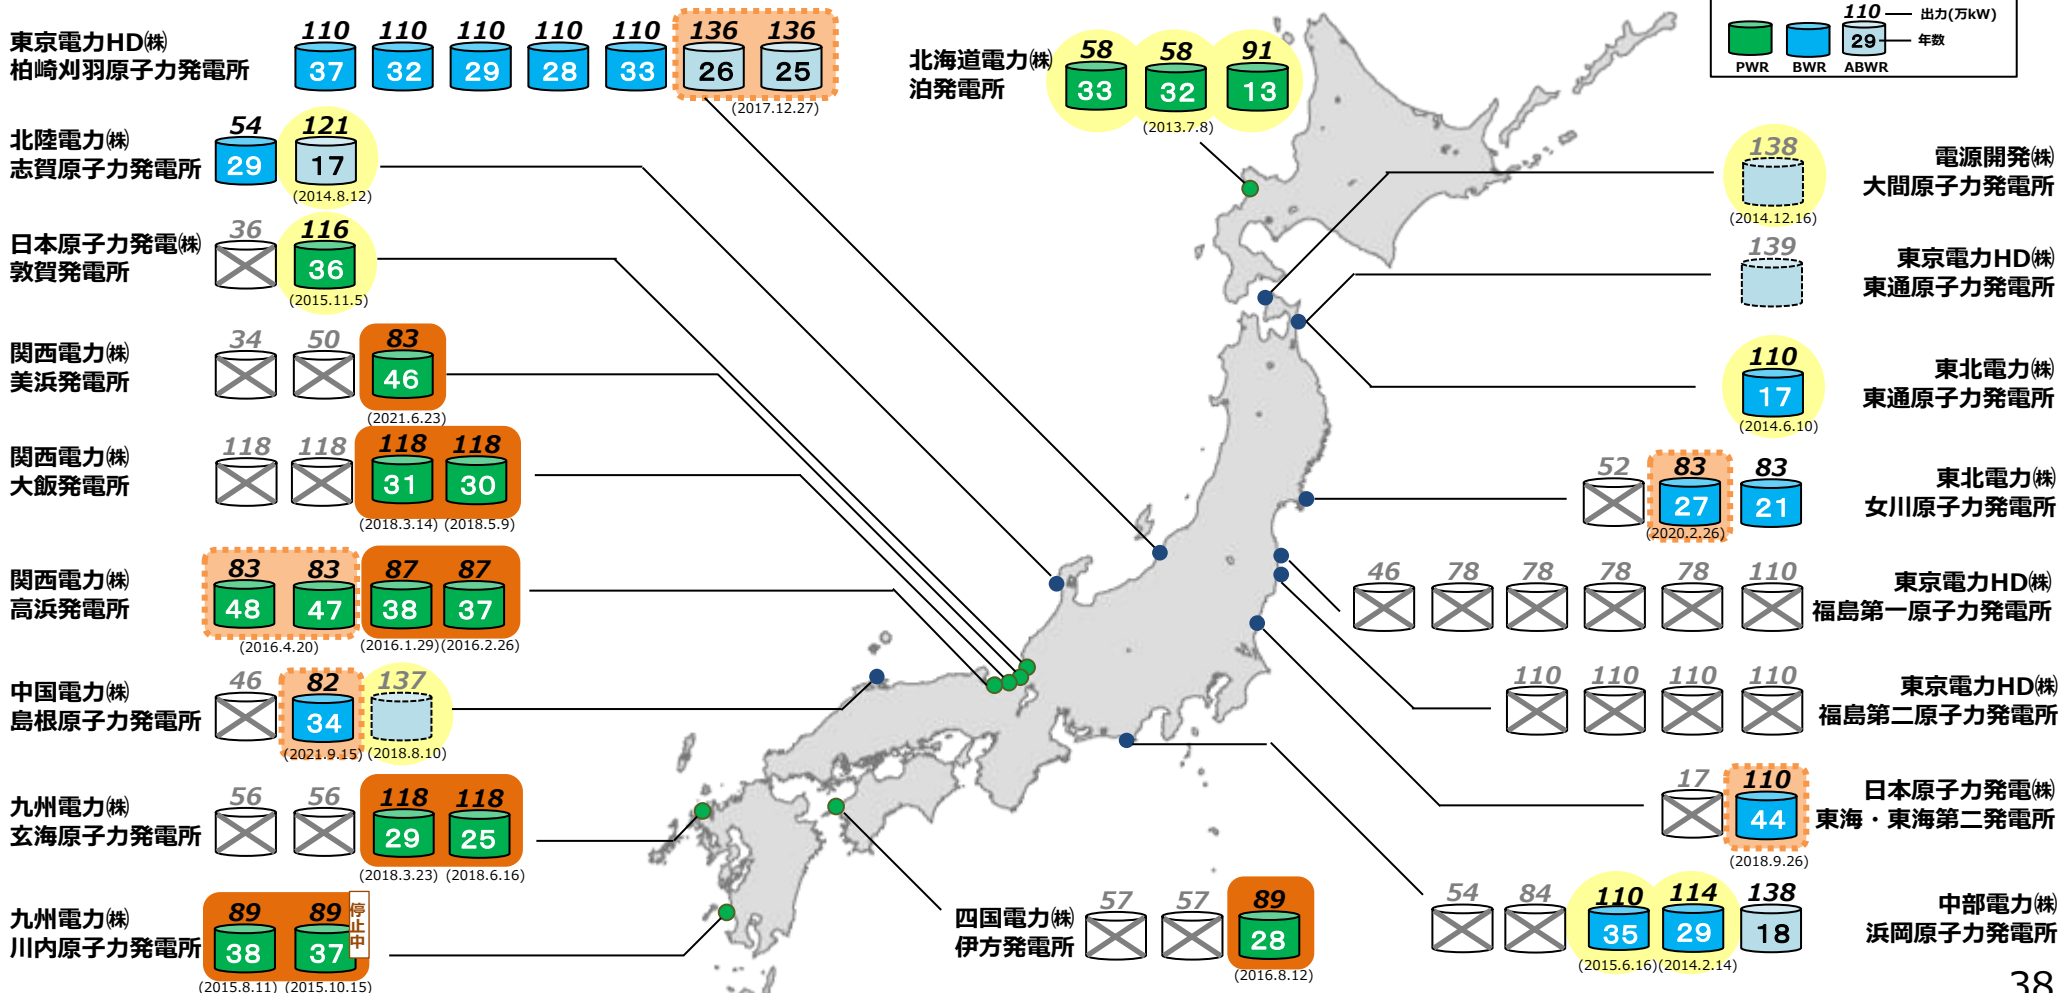 東京電力HD㈱
柏崎刈羽原子力発電所
110 110 110 110 110 136 136
37 32 29 28 33 26 25
(2017.12.27)
北陸電力㈱
志賀原子力発電所
54 121
29 17
(2014.8.12)
日本原子力発電㈱
敦賀発電所
36 116
36
(2015.11.5)
関西電力㈱
美浜発電所
34 50 83
46
(2021.6.23)
関西電力㈱
大飯発電所
118 118 118 118
31 30
(2018.3.14) (2018.5.9)
関西電力㈱
高浜発電所
83 83 87 87
48 47 38 37
(2016.4.20) (2016.1.29) (2016.2.26)
中国電力㈱
島根原子力発電所
46 82 137
34
(2021.9.15) (2018.8.10)
九州電力㈱
玄海原子力発電所
56 56 118 118
29 25
(2018.3.23) (2018.6.16)
九州電力㈱
川内原子力発電所
89 89
停止中
38 37
(2015.8.11) (2015.10.15)
北海道電力㈱
泊発電所
58 58 91
33 32 13
(2013.7.8)
110 出力(万kW)
29 年数
PWR BWR ABWR
138
電源開発㈱
大間原子力発電所
(2014.12.16)
139
東京電力HD㈱
東通原子力発電所
110
17
東北電力㈱
東通原子力発電所
(2014.6.10)
52 83 83
27 21
東北電力㈱
女川原子力発電所
(2020.2.26)
46 78 78 78 78 110
東京電力HD㈱
福島第一原子力発電所
110 110 110 110
東京電力HD㈱
福島第二原子力発電所
17 110
44
日本原子力発電㈱
東海・東海第二発電所
(2018.9.26)
54 84 110 114 138
35 29 18
中部電力㈱
浜岡原子力発電所
(2015.6.16) (2014.2.14)
四国電力㈱
伊方発電所
57 57 89
28
(2016.8.12)
38